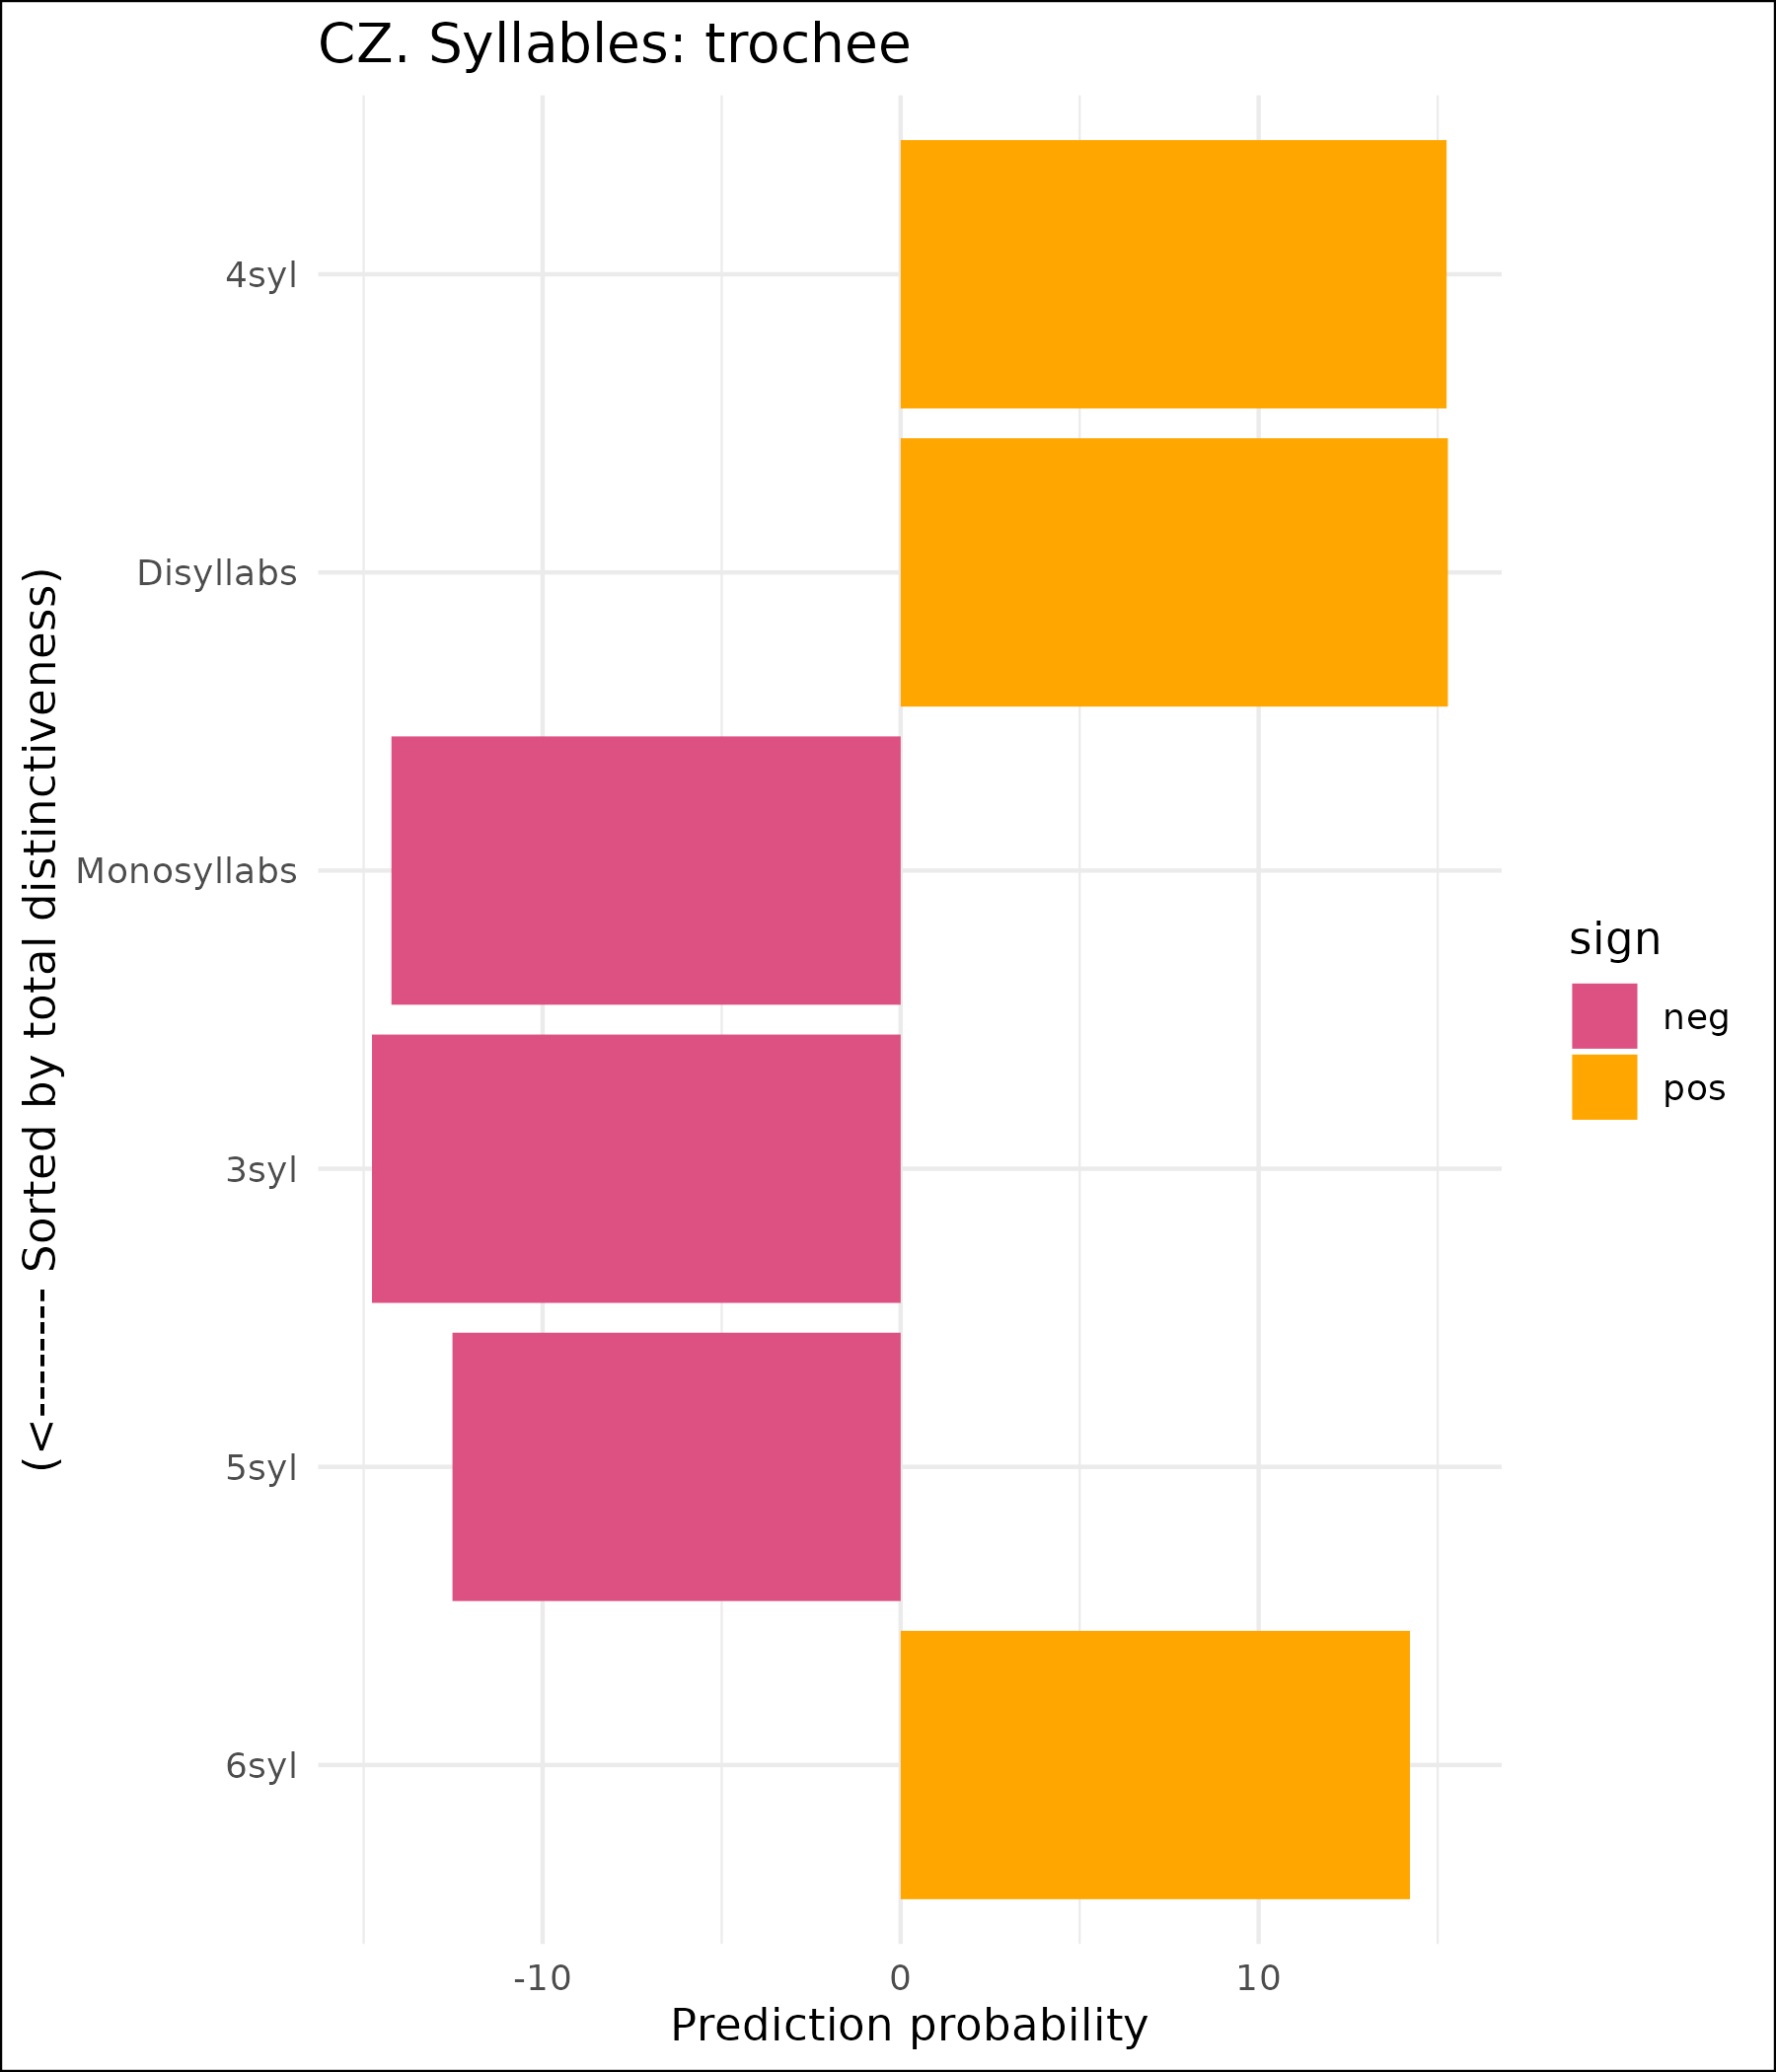 CZ. Syllables: trochee
(<-------- Sorted by total distinctiveness)
4syl
Disyllabs
Monosyllabs
3syl
5syl
6syl
-10
0
10
Prediction probability
sign
neg
pos